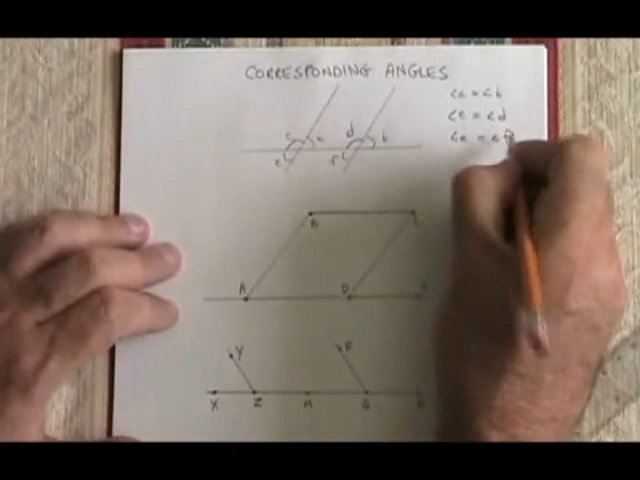 CORRESPONDING ANGLES
∠a = ∠b
∠c = ∠d
∠e = ∠f
c a d b
e f
B C
A D
Y P
X Z M